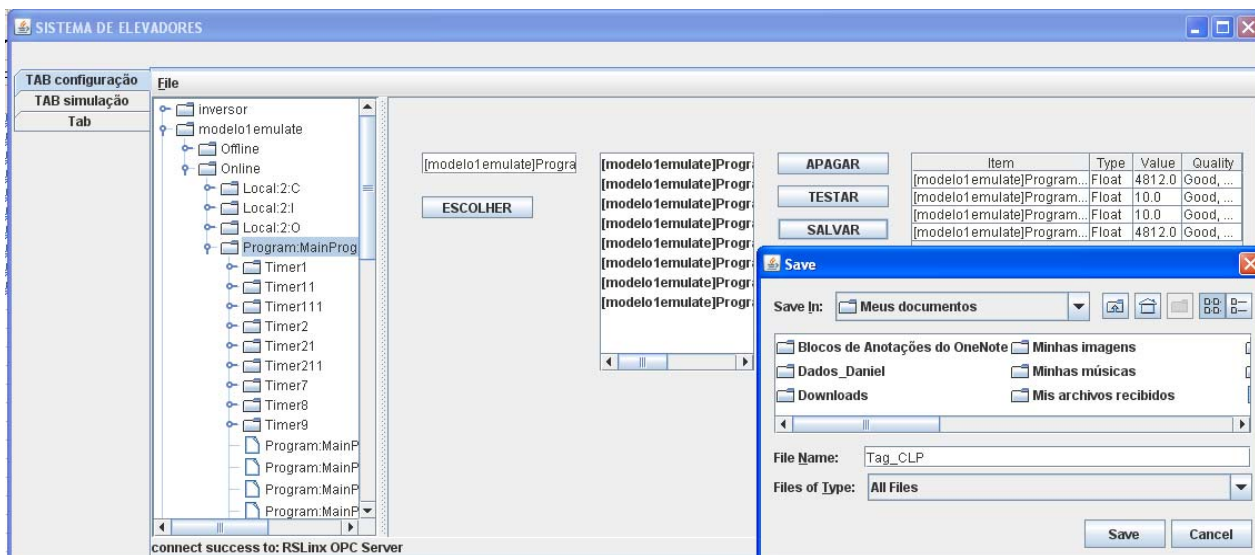 SISTEMA DE ELEVADORES
TAB configuração
TAB simulação
Tab
File
inversor
modelo1emulate
Offline
Online
Local:2:C
Local:2:I
Local:2:O
Program:MainProg
Timer1
Timer11
Timer111
Timer2
Timer21
Timer211
Timer7
Timer8
Timer9
Program:MainP
Program:MainP
Program:MainP
Program:MainP
connect success to: RSLinx OPC Server
[modelo1emulate]Progra
ESCOLHER
[modelo1emulate]Progra
[modelo1emulate]Progra
[modelo1emulate]Progra
[modelo1emulate]Progra
[modelo1emulate]Progra
[modelo1emulate]Progra
[modelo1emulate]Progra
[modelo1emulate]Progra
APAGAR
TESTAR
SALVAR
Item Type Value Quality
[modelo1emulate]Program... Float 4812.0 Good, ...
[modelo1emulate]Program... Float 10.0 Good, ...
[modelo1emulate]Program... Float 10.0 Good, ...
[modelo1emulate]Program... Float 4812.0 Good, ...
Save
Save In: Meus documentos
Blocos de Anotações do OneNote Minhas imagens
Dados_Daniel Minhas músicas
Downloads Mis archivos recibidos
File Name: Tag_CLP
Files of Type: All Files
Save Cancel